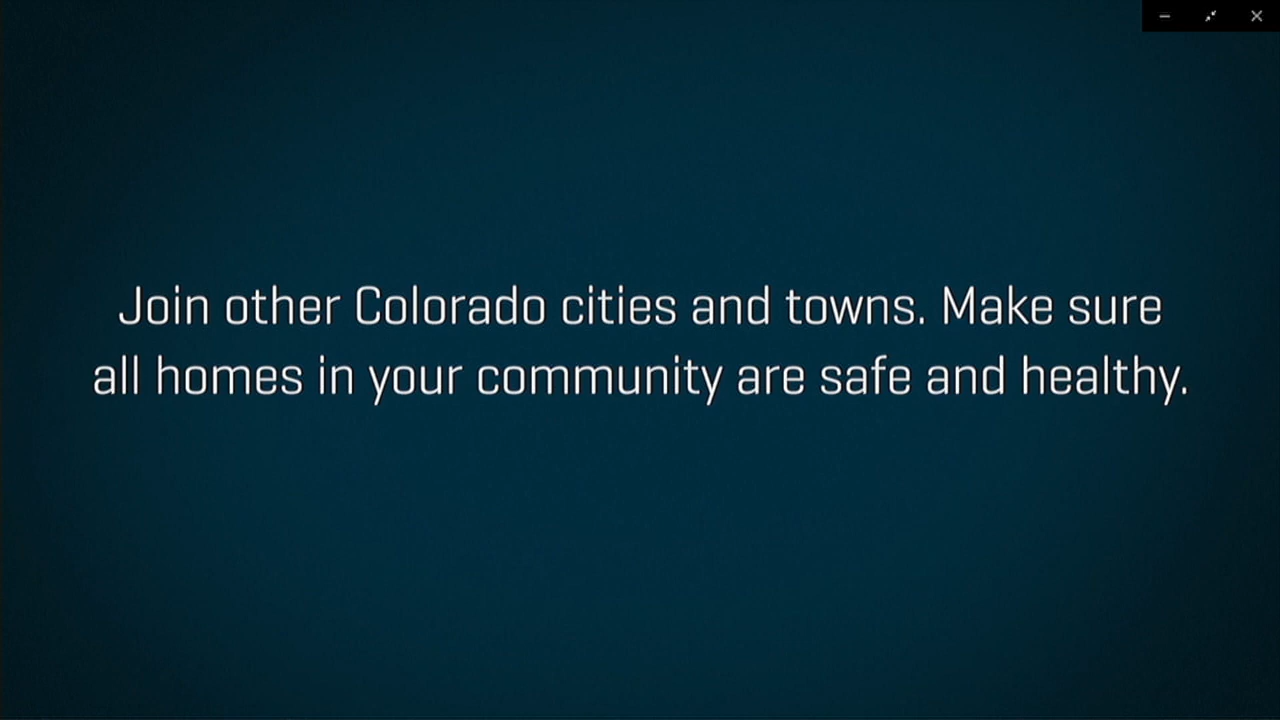 Join other Colorado cities and towns. Make sure
all homes in your community are safe and healthy.